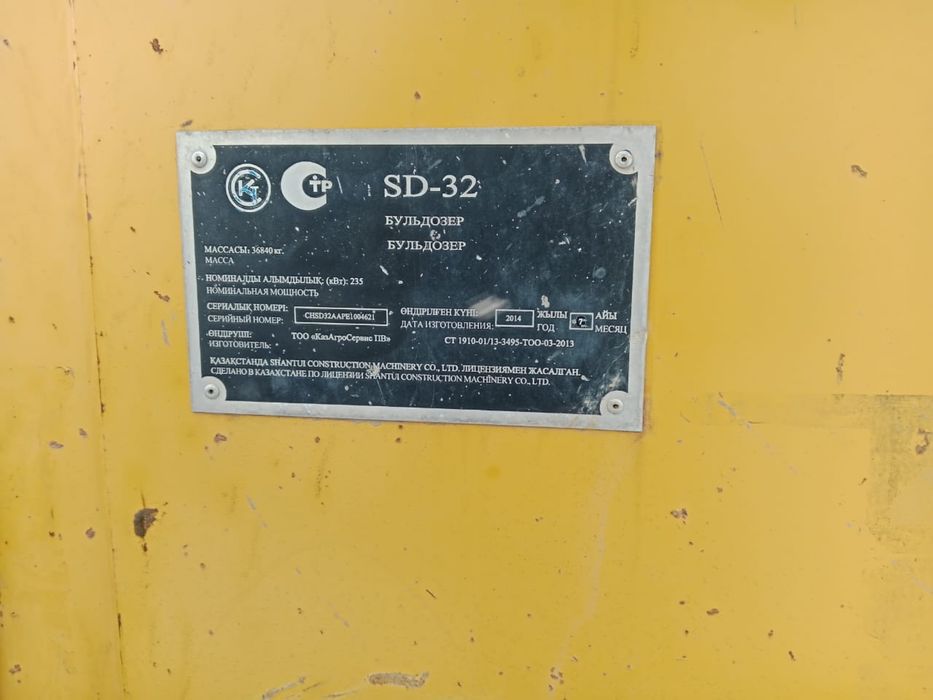 КТ СТР SD-32
БУЛЬДОЗЕР
БУЛЬДОЗЕР
МАССАСЫ: 36840 кг.
МАССА
НОМИНАЛДЫ АЛЫМДЫЛЫҚ: (кВт): 235
НОМИНАЛЬНАЯ МОЩНОСТЬ
СЕРИАЛЫҚ НОМЕРІ:
СЕРИЙНЫЙ НОМЕР: CHSD32AAPE1004621
ӨНДІРІЛГЕН КҮНІ: 2014 ЖЫЛЫ 7 АЙЫ
ДАТА ИЗГОТОВЛЕНИЯ: ГОД МЕСЯЦ
ӨНДІРУШІ:
ИЗГОТОВИТЕЛЬ: ТОО «КазАгроСервис ПВ» СТ 1910-01/13-3495-ТОО-03-2013
ҚАЗАҚСТАНДА SHANTUI CONSTRUCTION MACHINERY CO., LTD. ЛИЦЕНЗИЯМЕН ЖАСАЛҒАН.
СДЕЛАНО В КАЗАХСТАНЕ ПО ЛИЦЕНЗИИ SHANTUI CONSTRUCTION MACHINERY CO., LTD.